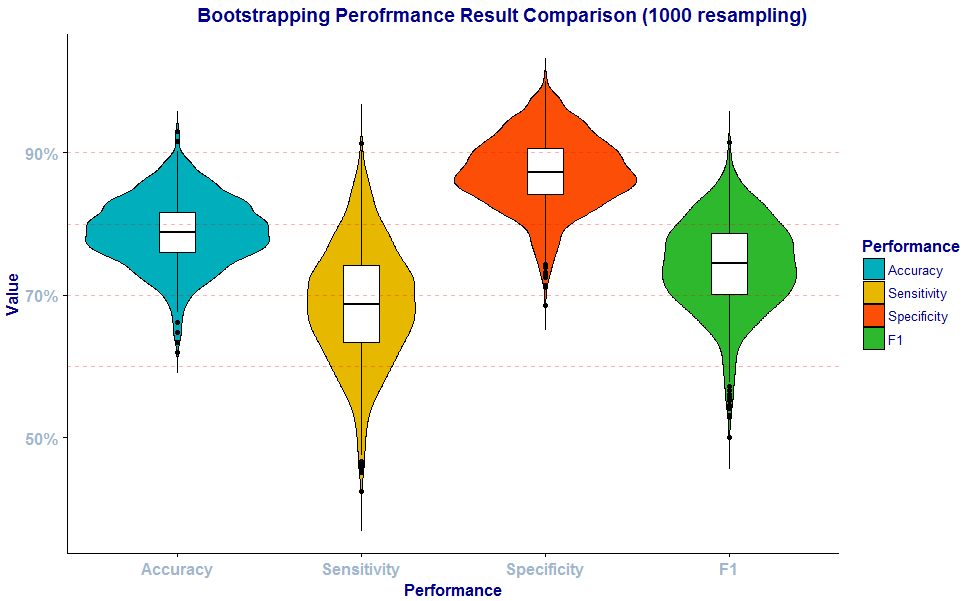 Bootstrapping Perofrmance Result Comparison (1000 resampling)
90%
70%
50%
Value
Accuracy
Sensitivity
Specificity
F1
Performance
Performance
Accuracy
Sensitivity
Specificity
F1